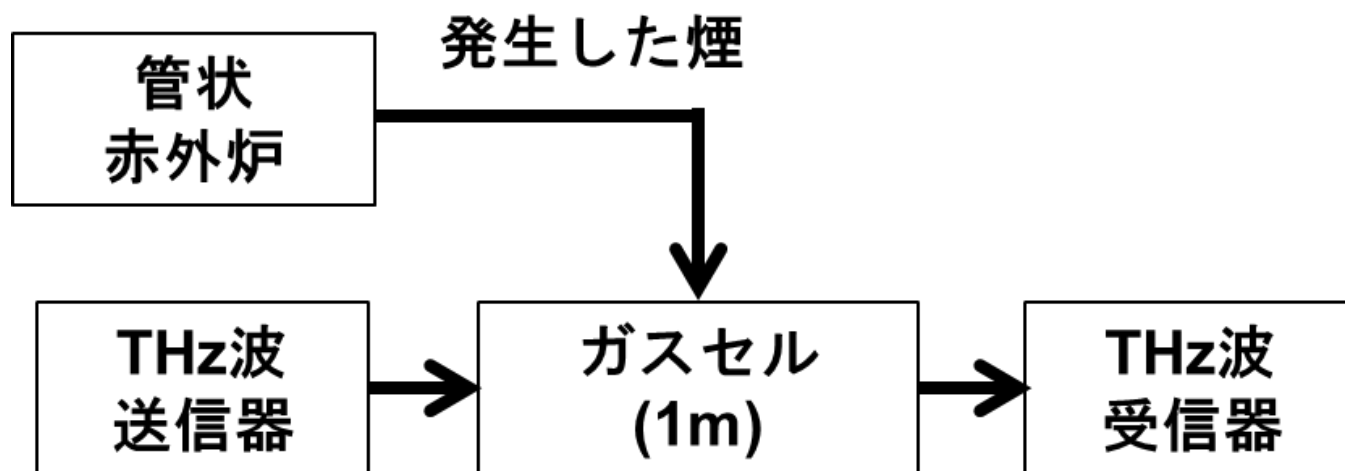 発生した煙
管状
赤外炉
THz波
送信器
ガスセル
(1m)
THz波
受信器